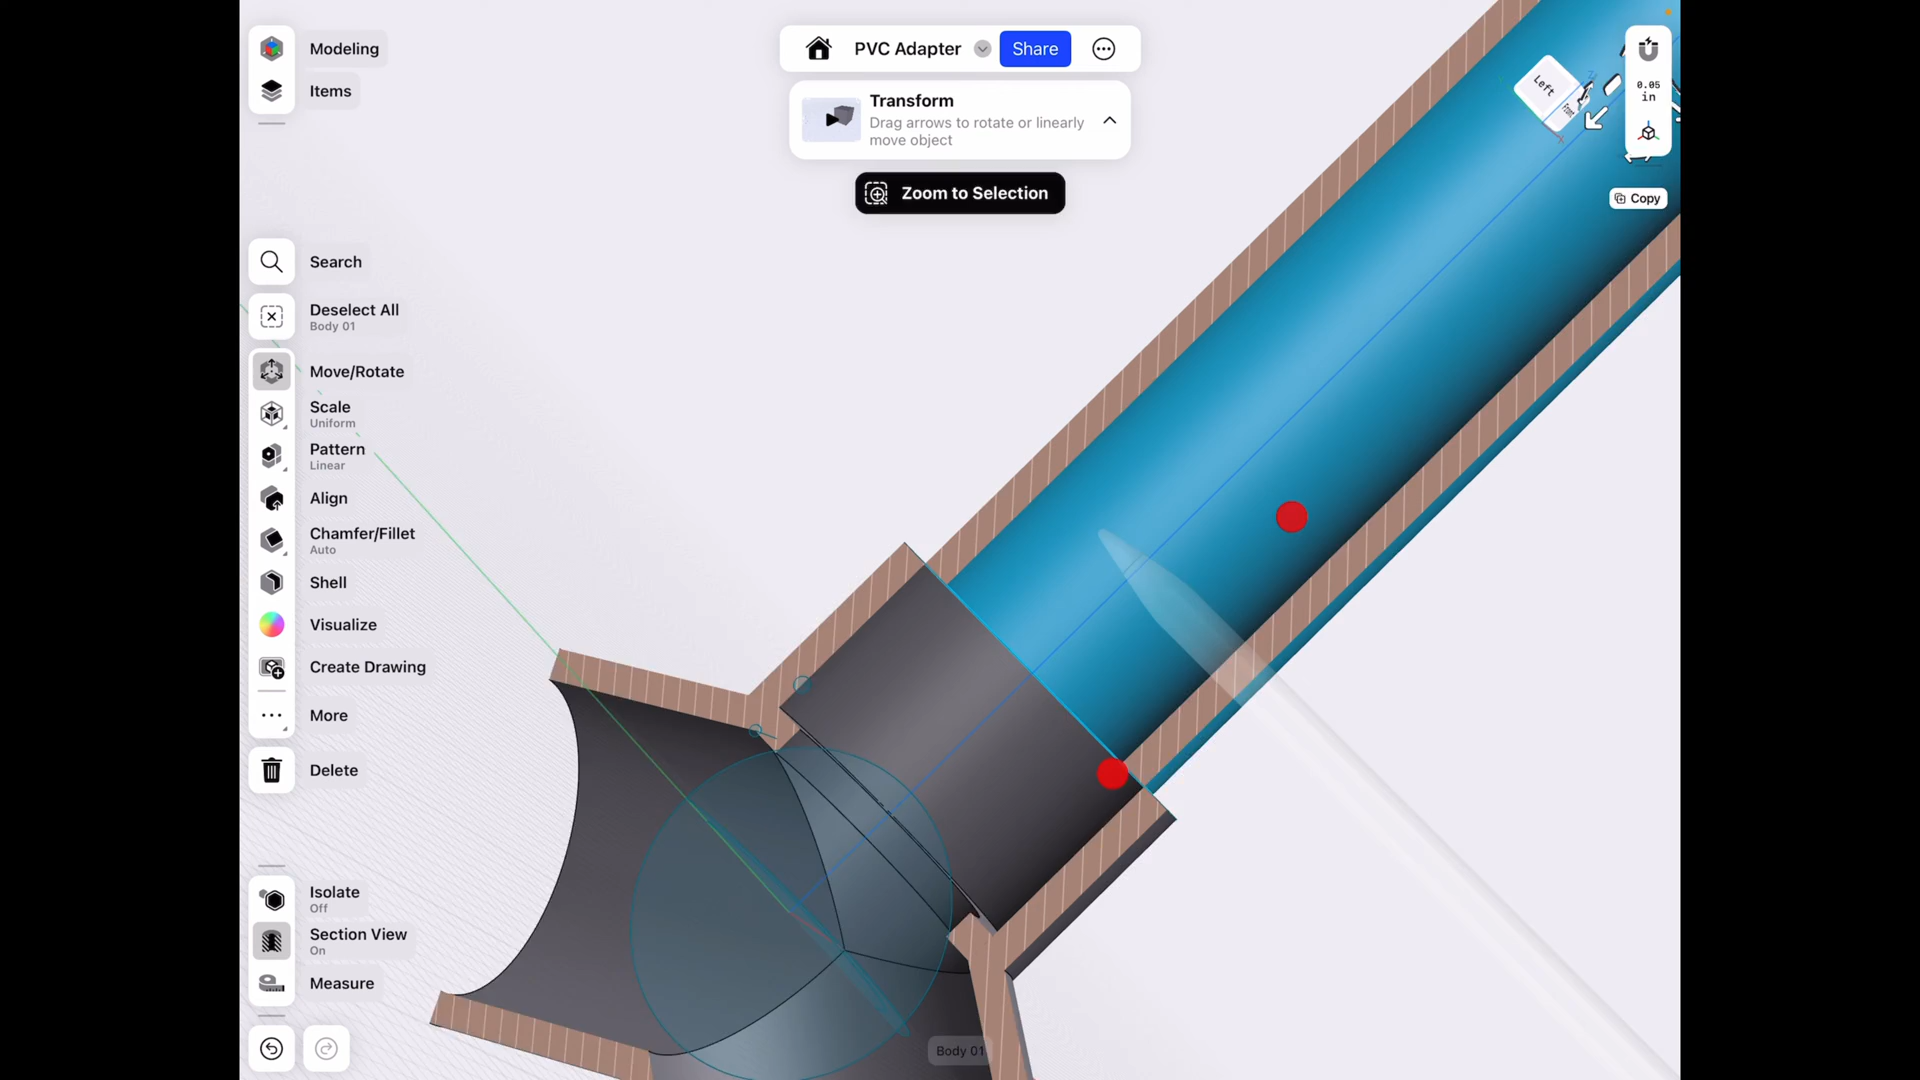 Modeling
Items
PVC Adapter
Share
Transform
Drag arrows to rotate or linearly
move object
Zoom to Selection
Left
Front
Z
X
0.05
in
Copy
Search
Deselect All
Body 01
Move/Rotate
Scale
Uniform
Pattern
Linear
Align
Chamfer/Fillet
Auto
Shell
Visualize
Create Drawing
More
Delete
Isolate
Off
Section View
On
Measure
Body 01